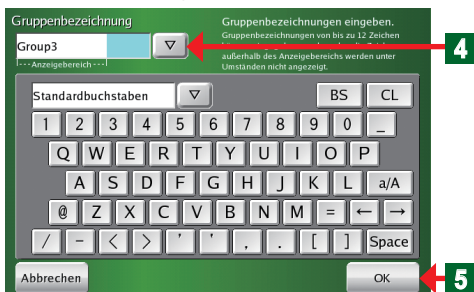 Gruppenbezeichnung
Gruppenbezeichnungen eingeben.
Gruppenbezeichnungen von bis zu 12 Zeichen
außerhalb des Anzeigebereichs werden unter
Umständen nicht angezeigt.
Group3
---Anzeigebereich---
4
Standardbuchstaben
BS CL
1 2 3 4 5 6 7 8 9 0 _
Q W E R T Y U I O P
A S D F G H J K L a/A
@ Z X C V B N M = ← →
/ - < > ' ' , . [ ] Space
Abbrechen
OK
5